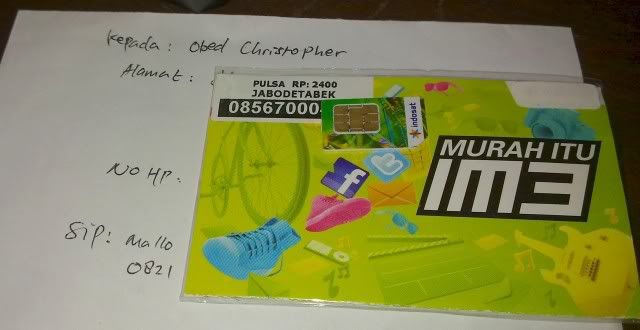 Kepada : Obed Christopher
Alamat :
PULSA RP: 2400
JABODETABEK
08567000
indosat
MURAH ITU
IM3
f
No HP :
Sip: Mallo
0821